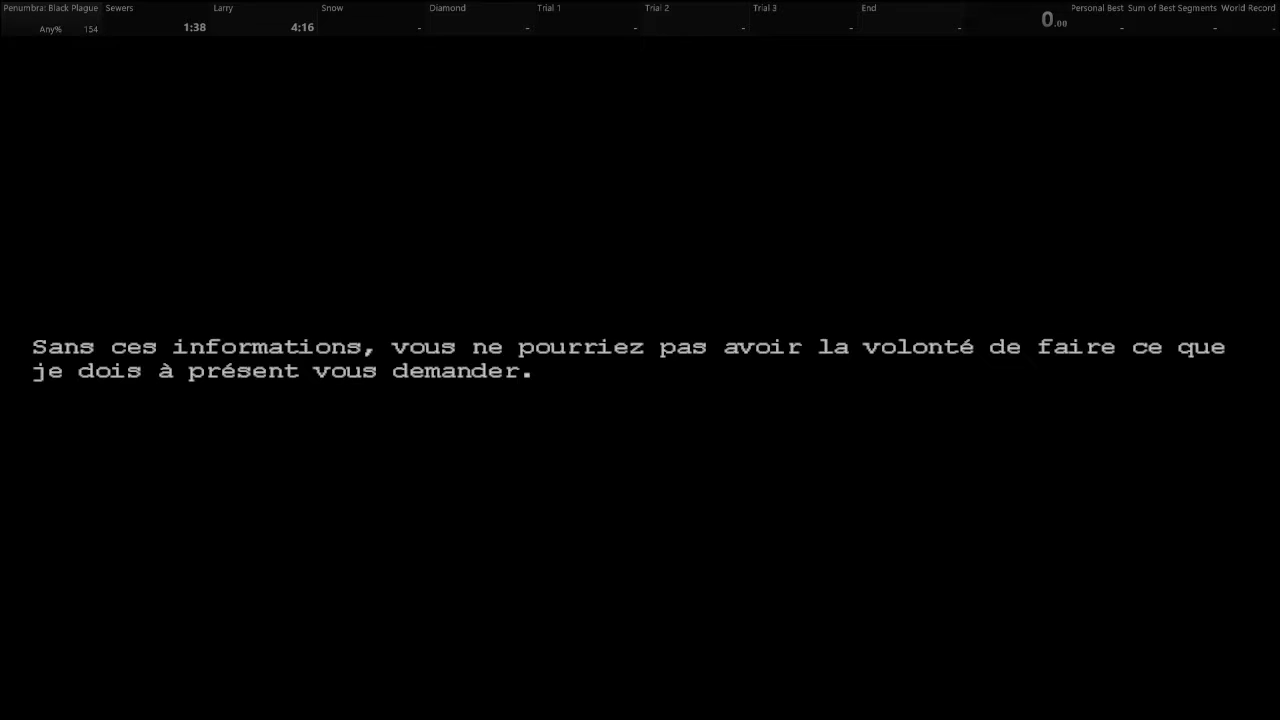 Penumbra: Black Plague Sewers Larry Snow Diamond Trial 1 Trial 2 Trial 3 End 0.00 Personal Best Sum of Best Segments World Record
Any% 154 1:38 4:16 - - - - - - - - -
Sans ces informations, vous ne pourriez pas avoir la volonté de faire ce que
je dois à présent vous demander.